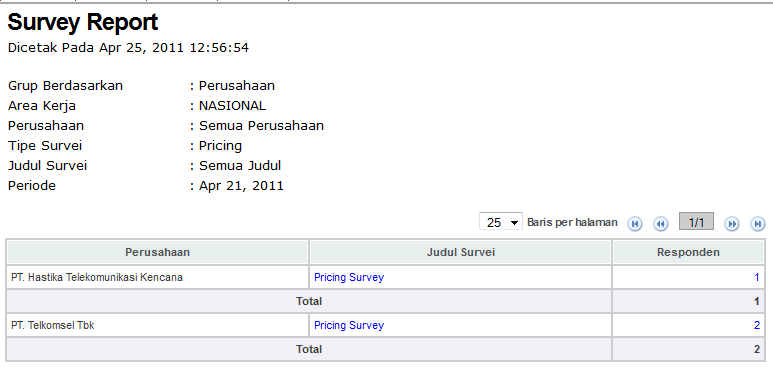 Survey Report
Dicetak Pada Apr 25, 2011 12:56:54
Grup Berdasarkan : Perusahaan
Area Kerja : NASIONAL
Perusahaan : Semua Perusahaan
Tipe Survei : Pricing
Judul Survei : Semua Judul
Periode : Apr 21, 2011
25 Baris per halaman 1/1
Perusahaan Judul Survei Responden
PT. Hastika Telekomunikasi Kencana Pricing Survey 1
Total 1
PT. Telkomsel Tbk Pricing Survey 2
Total 2